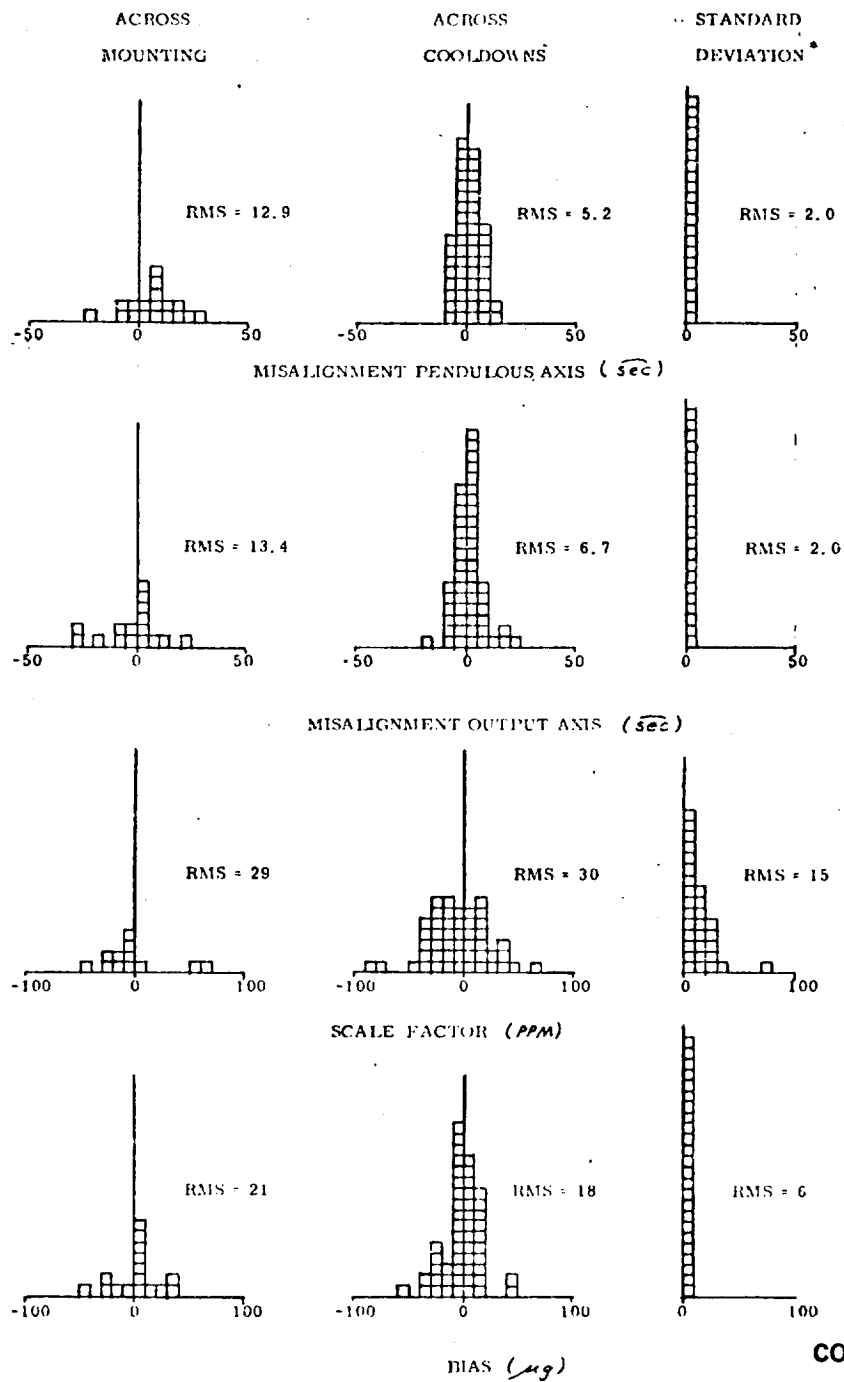 ACROSS ACROSS STANDARD
MOUNTING COOLDOWNS DEVIATION*
RMS = 12.9 RMS = 5.2 RMS = 2.0
-50 0 50 -50 0 50 0 50
MISALIGNMENT PENDULOUS AXIS (sec)
RMS = 13.4 RMS = 6.7 RMS = 2.0
-50 0 50 -50 0 50 0 50
MISALIGNMENT OUTPUT AXIS (sec)
RMS = 29 RMS = 30 RMS = 15
-100 0 100 -100 0 100 0 100
SCALE FACTOR (PPM)
RMS = 21 RMS = 18 RMS = 6
-100 0 100 -100 0 100 0 100
BIAS (μg)
CO